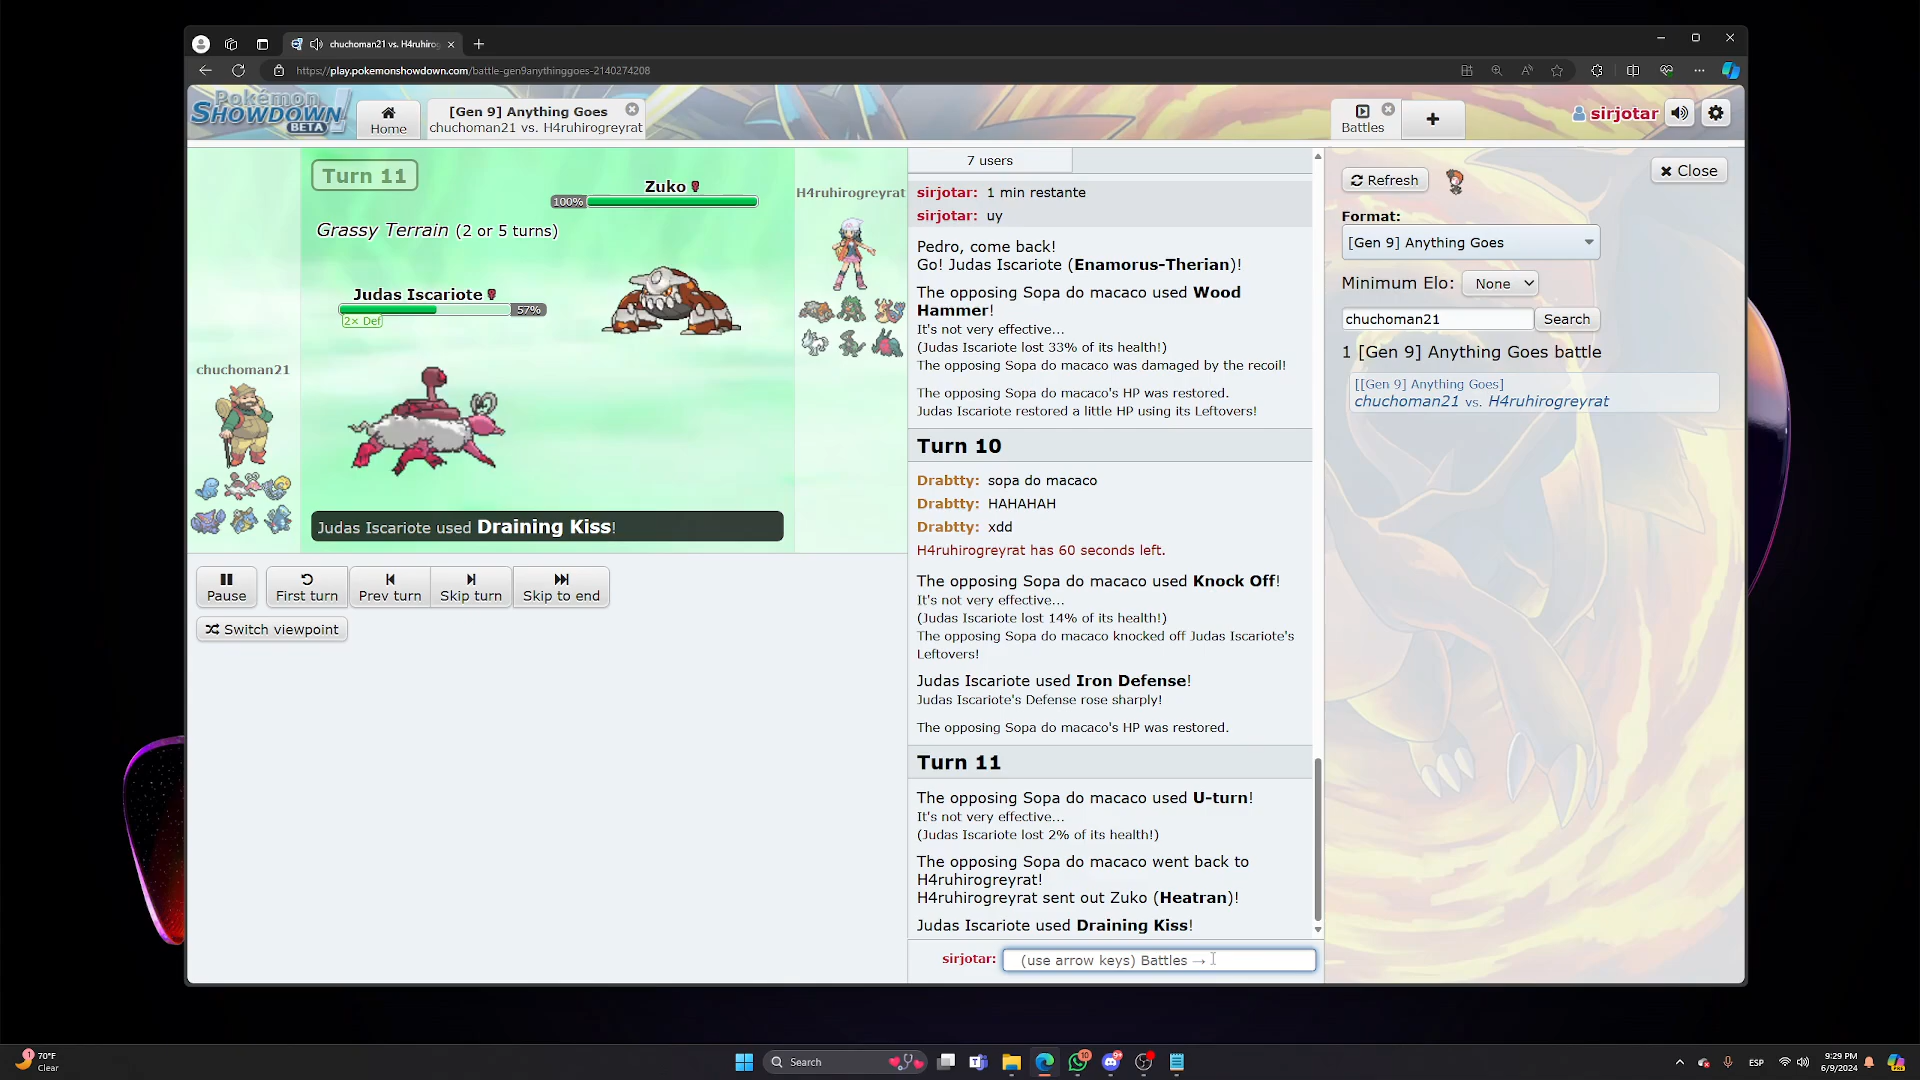 chuchoman21 vs. H4ruhirog
https://play.pokemonshowdown.com/battle-gen9anythinggoes-2140274208
Pokémon
SHOWDOWN!
BETA
Home
[Gen 9] Anything Goes
chuchoman21 vs. H4ruhirogreyrat
Battles
+
sirjotar
Turn 11
Zuko
100%
Grassy Terrain (2 or 5 turns)
Judas Iscariote
57%
2× Def
chuchoman21
H4ruhirogreyrat
Judas Iscariote used Draining Kiss!
Pause
First turn
Prev turn
Skip turn
Skip to end
Switch viewpoint
7 users
sirjotar: 1 min restante
sirjotar: uy
Pedro, come back!
Go! Judas Iscariote (Enamorus-Therian)!
The opposing Sopa do macaco used Wood
Hammer!
It's not very effective...
(Judas Iscariote lost 33% of its health!)
The opposing Sopa do macaco was damaged by the recoil!
The opposing Sopa do macaco's HP was restored.
Judas Iscariote restored a little HP using its Leftovers!
Turn 10
Drabtty: sopa do macaco
Drabtty: HAHAHAH
Drabtty: xdd
H4ruhirogreyrat has 60 seconds left.
The opposing Sopa do macaco used Knock Off!
It's not very effective...
(Judas Iscariote lost 14% of its health!)
The opposing Sopa do macaco knocked off Judas Iscariote's
Leftovers!
Judas Iscariote used Iron Defense!
Judas Iscariote's Defense rose sharply!
The opposing Sopa do macaco's HP was restored.
Turn 11
The opposing Sopa do macaco used U-turn!
It's not very effective...
(Judas Iscariote lost 2% of its health!)
The opposing Sopa do macaco went back to
H4ruhirogreyrat!
H4ruhirogreyrat sent out Zuko (Heatran)!
Judas Iscariote used Draining Kiss!
sirjotar: (use arrow keys) Battles →
Refresh
Close
Format:
[Gen 9] Anything Goes
Minimum Elo: None
chuchoman21 Search
1 [Gen 9] Anything Goes battle
[[Gen 9] Anything Goes]
chuchoman21 vs. H4ruhirogreyrat
70°F
Clear
Search
10
9+
ESP
9:29 PM
6/9/2024